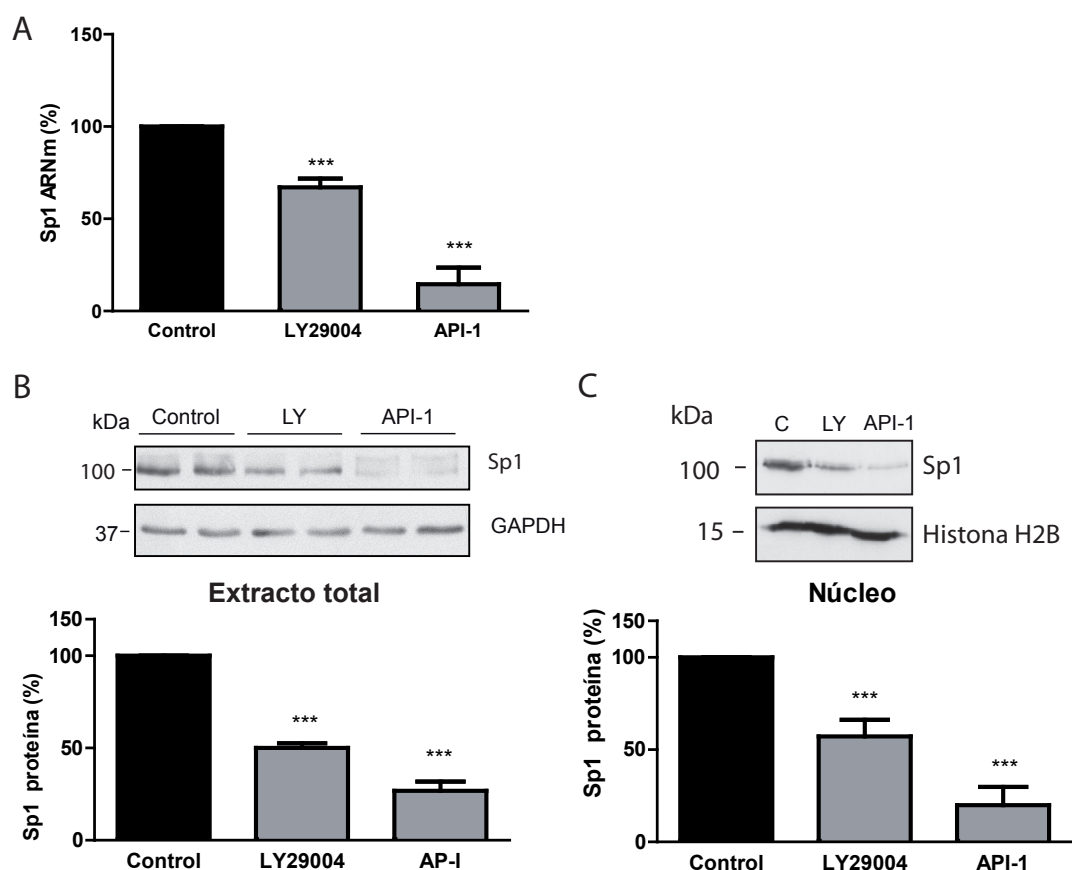 A
Sp1 ARNm (%)
150
100
50
0
***
***
Control LY29004 API-1
B
kDa Control LY API-1
100 Sp1
37 GAPDH
Extracto total
Sp1 proteína (%)
150
100
50
0
***
***
Control LY29004 AP-I
C
kDa C LY API-1
100 Sp1
15 Histona H2B
Núcleo
Sp1 proteína (%)
150
100
50
0
***
***
Control LY29004 API-1